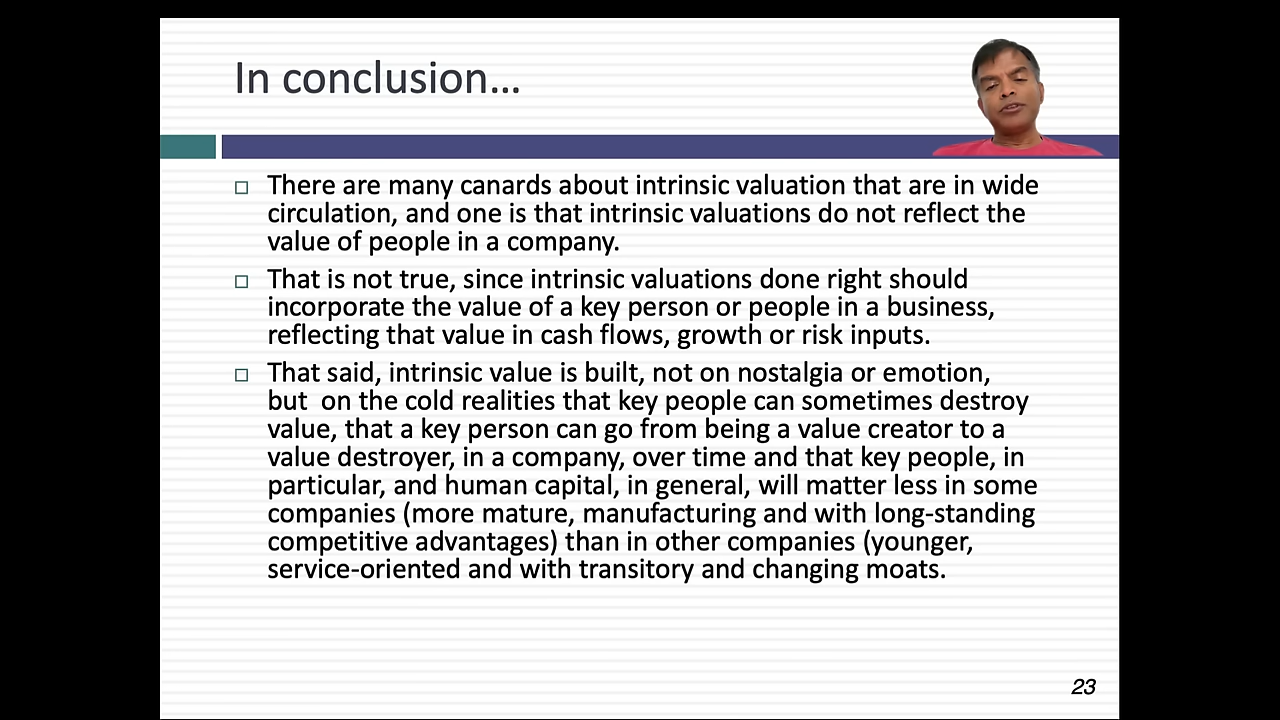 In conclusion…
There are many canards about intrinsic valuation that are in wide
circulation, and one is that intrinsic valuations do not reflect the
value of people in a company.
That is not true, since intrinsic valuations done right should
incorporate the value of a key person or people in a business,
reflecting that value in cash flows, growth or risk inputs.
That said, intrinsic value is built, not on nostalgia or emotion,
but  on the cold realities that key people can sometimes destroy
value, that a key person can go from being a value creator to a
value destroyer, in a company, over time and that key people, in
particular, and human capital, in general, will matter less in some
companies (more mature, manufacturing and with long-standing
competitive advantages) than in other companies (younger,
service-oriented and with transitory and changing moats.
23